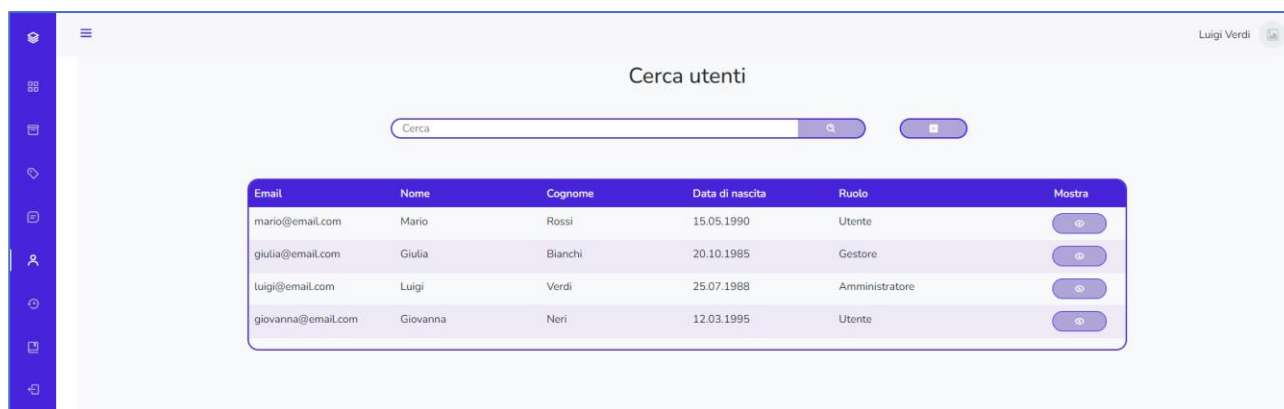 Luigi Verdi
Cerca utenti
Cerca
Email Nome Cognome Data di nascita Ruolo Mostra
mario@email.com Mario Rossi 15.05.1990 Utente
giulia@email.com Giulia Bianchi 20.10.1985 Gestore
luigi@email.com Luigi Verdi 25.07.1988 Amministratore
giovanna@email.com Giovanna Neri 12.03.1995 Utente